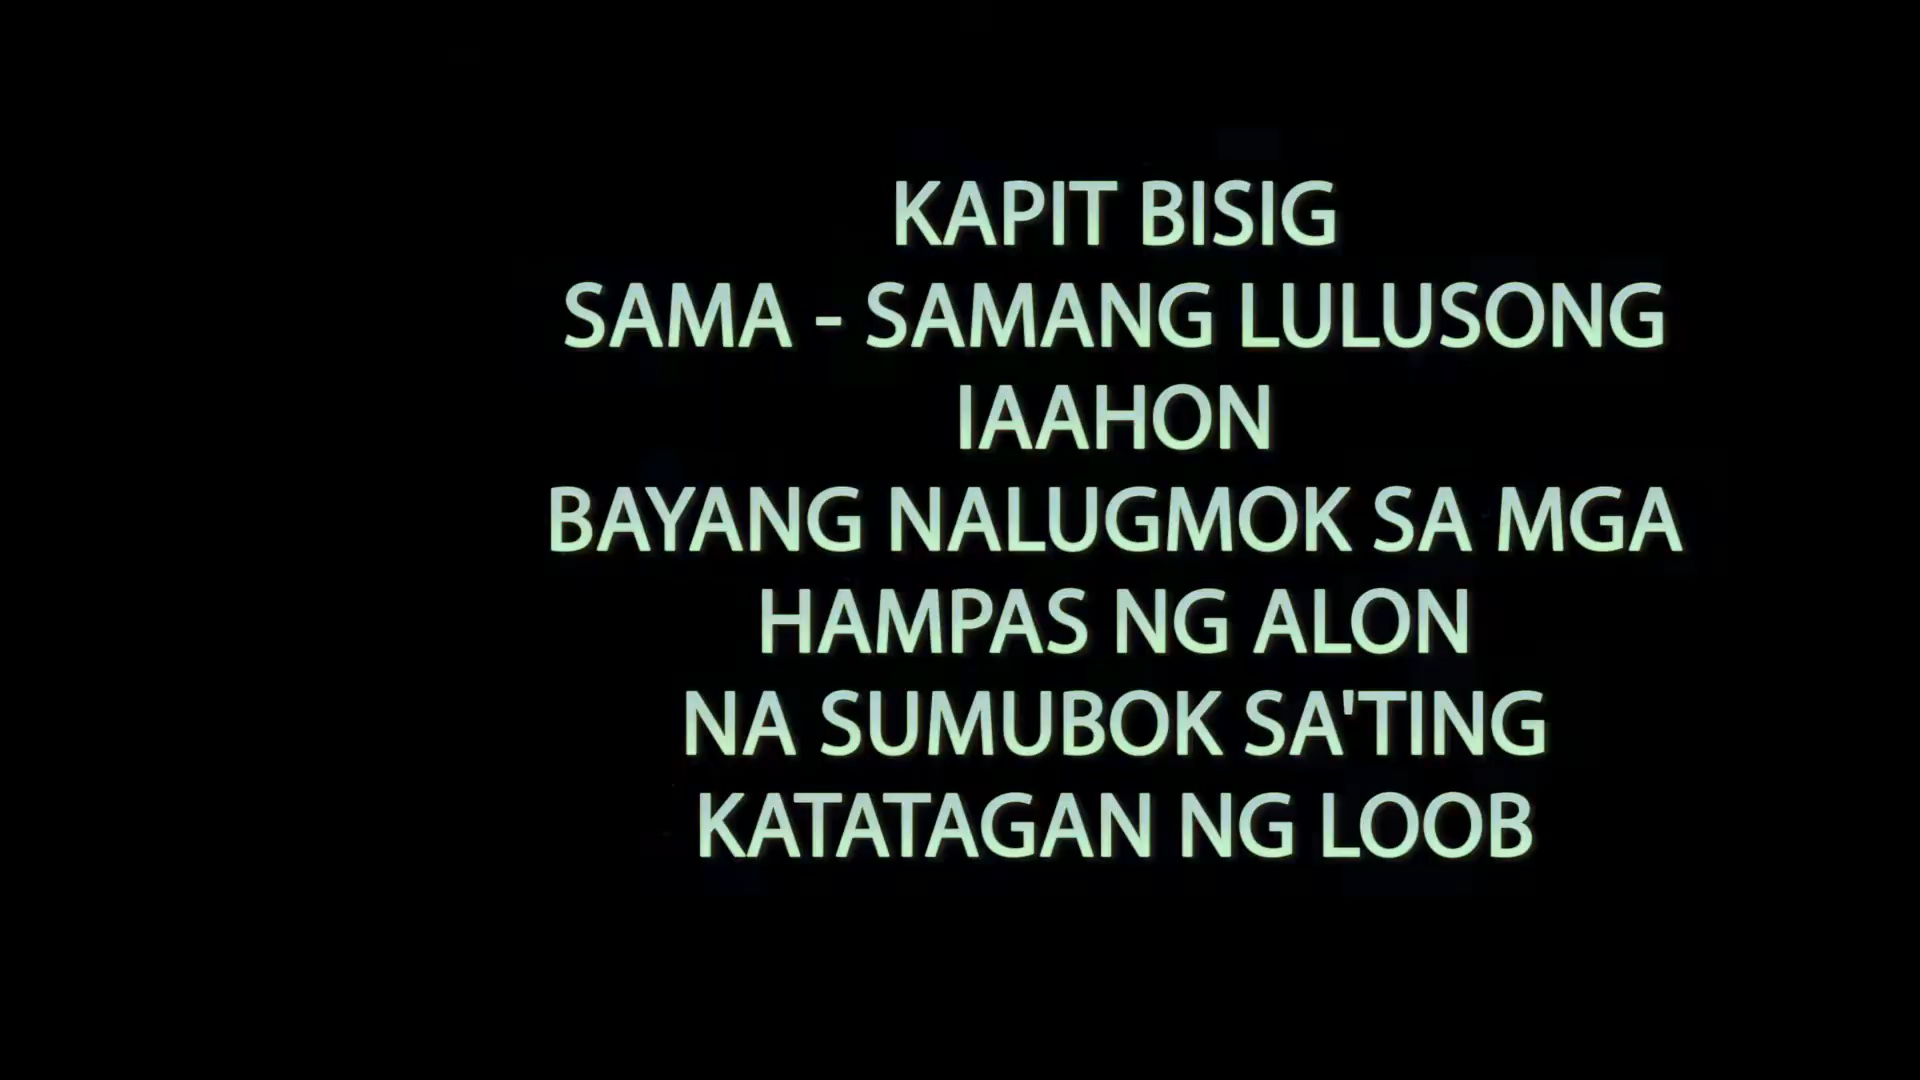 KAPIT BISIG
SAMA - SAMANG LULUSONG
IAAHON
BAYANG NALUGMOK SA MGA
HAMPAS NG ALON
NA SUMUBOK SA'TING
KATATAGAN NG LOOB